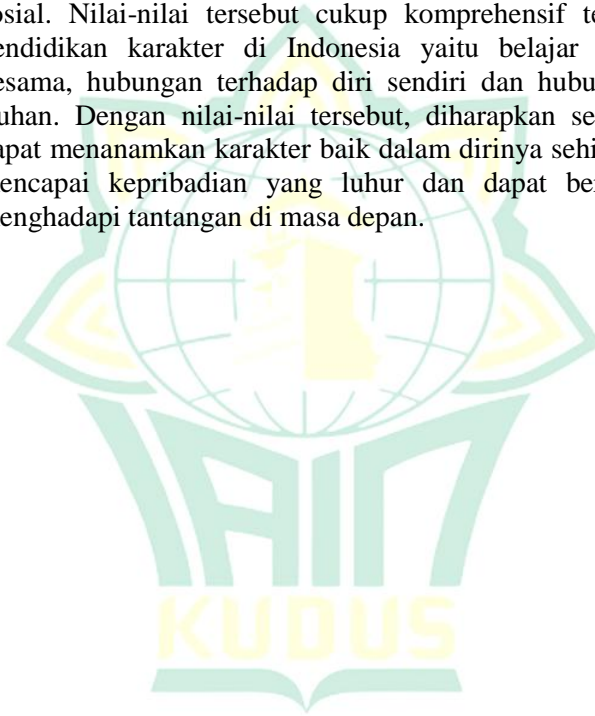 osial. Nilai-nilai tersebut cukup komprehensif te
endidikan karakter di Indonesia yaitu belajar
esama, hubungan terhadap diri sendiri dan hubu
uhan. Dengan nilai-nilai tersebut, diharapkan se
apat menanamkan karakter baik dalam dirinya sehi
encapai kepribadian yang luhur dan dapat ber
enghadapi tantangan di masa depan.
IAIN
KUDUS